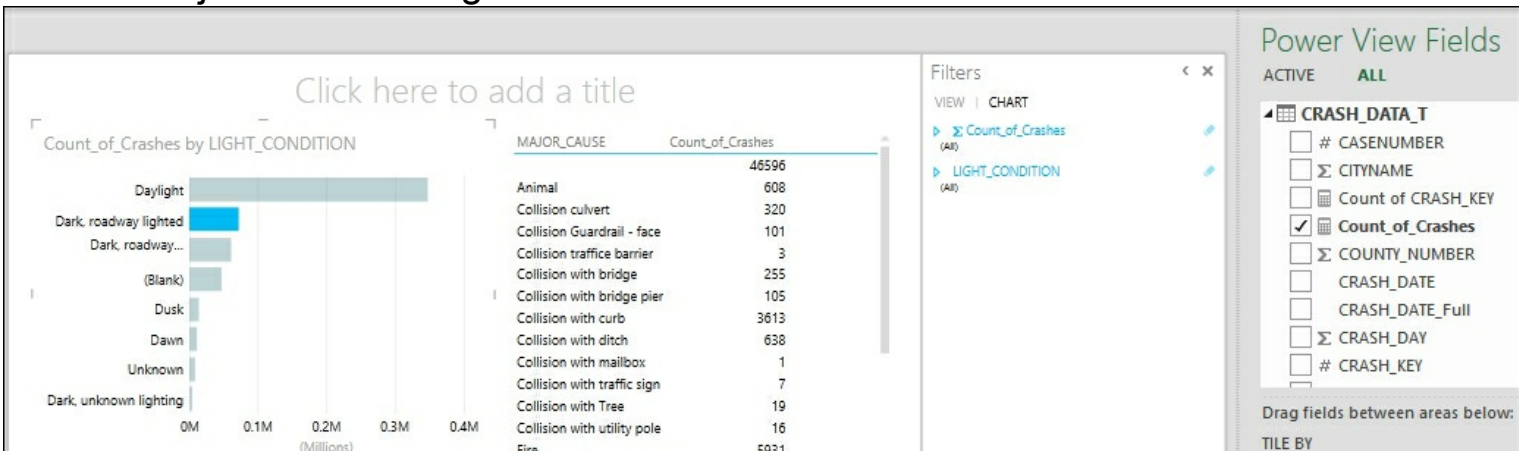 Click here to add a title
Count_of_Crashes by LIGHT_CONDITION
Daylight
Dark, roadway lighted
Dark, roadway...
(Blank)
Dusk
Dawn
Unknown
Dark, unknown lighting
0M 0.1M 0.2M 0.3M 0.4M
(Millions)
MAJOR_CAUSE Count_of_Crashes
46596
Animal 608
Collision culvert 320
Collision Guardrail - face 101
Collision traffice barrier 3
Collision with bridge 255
Collision with bridge pier 105
Collision with curb 3613
Collision with ditch 638
Collision with mailbox 1
Collision with traffic sign 7
Collision with Tree 19
Collision with utility pole 16
Fire 5931
Filters
VIEW | CHART
Σ Count_of_Crashes
(All)
LIGHT_CONDITION
(All)
Power View Fields
ACTIVE ALL
CRASH_DATA_T
# CASENUMBER
Σ CITYNAME
Count of CRASH_KEY
Count_of_Crashes
Σ COUNTY_NUMBER
CRASH_DATE
CRASH_DATE_Full
Σ CRASH_DAY
# CRASH_KEY
Drag fields between areas below:
TILE BY